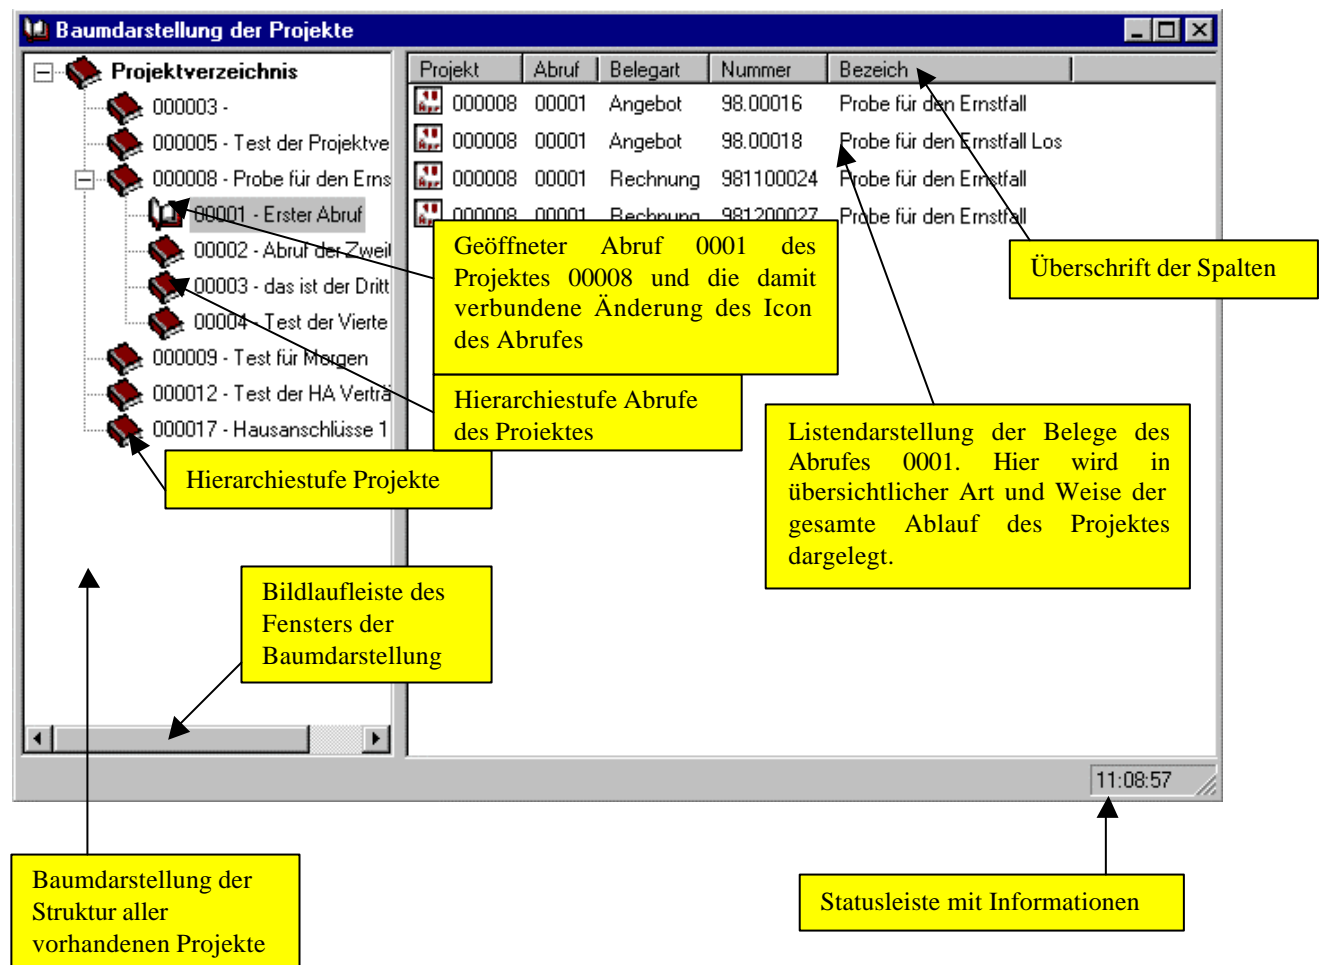 Baumdarstellung der Projekte
Projektverzeichnis
000003 -
000005 - Test der Projektve
000008 - Probe für den Erns
00001 - Erster Abruf
00002 - Abruf der Zweit
00003 - das ist der Dritt
00004 - Test der Vierte
000009 - Test für Morgen
000012 - Test der HA Verträ
000017 - Hausanschlüsse 1
Projekt Abruf Belegart Nummer Bezeich
000008 00001 Angebot 98.00016 Probe für den Ernstfall
000008 00001 Angebot 98.00018 Probe für den Ernstfall Los
000008 00001 Rechnung 981100024 Probe für den Ernstfall
000008 00001 Rechnung 981200027 Probe für den Ernstfall
Geöffneter Abruf 0001 des
Projektes 00008 und die damit
verbundene Änderung des Icon
des Abrufes
Überschrift der Spalten
Hierarchiestufe Abrufe
des Projektes
Listendarstellung der Belege des
Abrufes 0001. Hier wird in
übersichtlicher Art und Weise der
gesamte Ablauf des Projektes
dargelegt.
Hierarchiestufe Projekte
Bildlaufleiste des
Fensters der
Baumdarstellung
11:08:57
Baumdarstellung der
Struktur aller
vorhandenen Projekte
Statusleiste mit Informationen